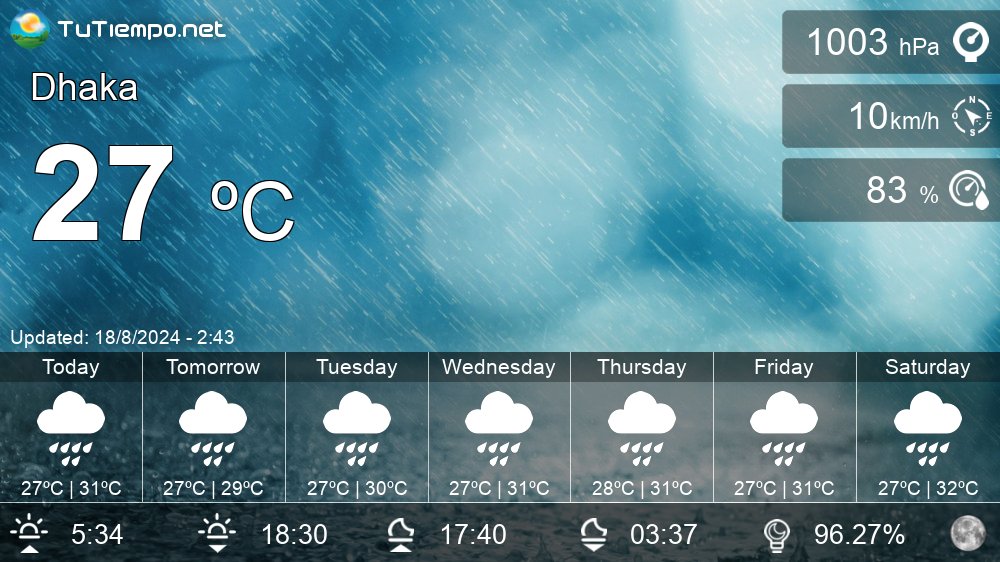 TuTiempo.net
Dhaka
27 ºC
1003 hPa
10km/h
N
O E
S
83 %
Updated: 18/8/2024 - 2:43
Today Tomorrow Tuesday Wednesday Thursday Friday Saturday
27ºC | 31ºC 27ºC | 29ºC 27ºC | 30ºC 27ºC | 31ºC 28ºC | 31ºC 27ºC | 31ºC 27ºC | 32ºC
5:34 18:30 17:40 03:37 96.27%